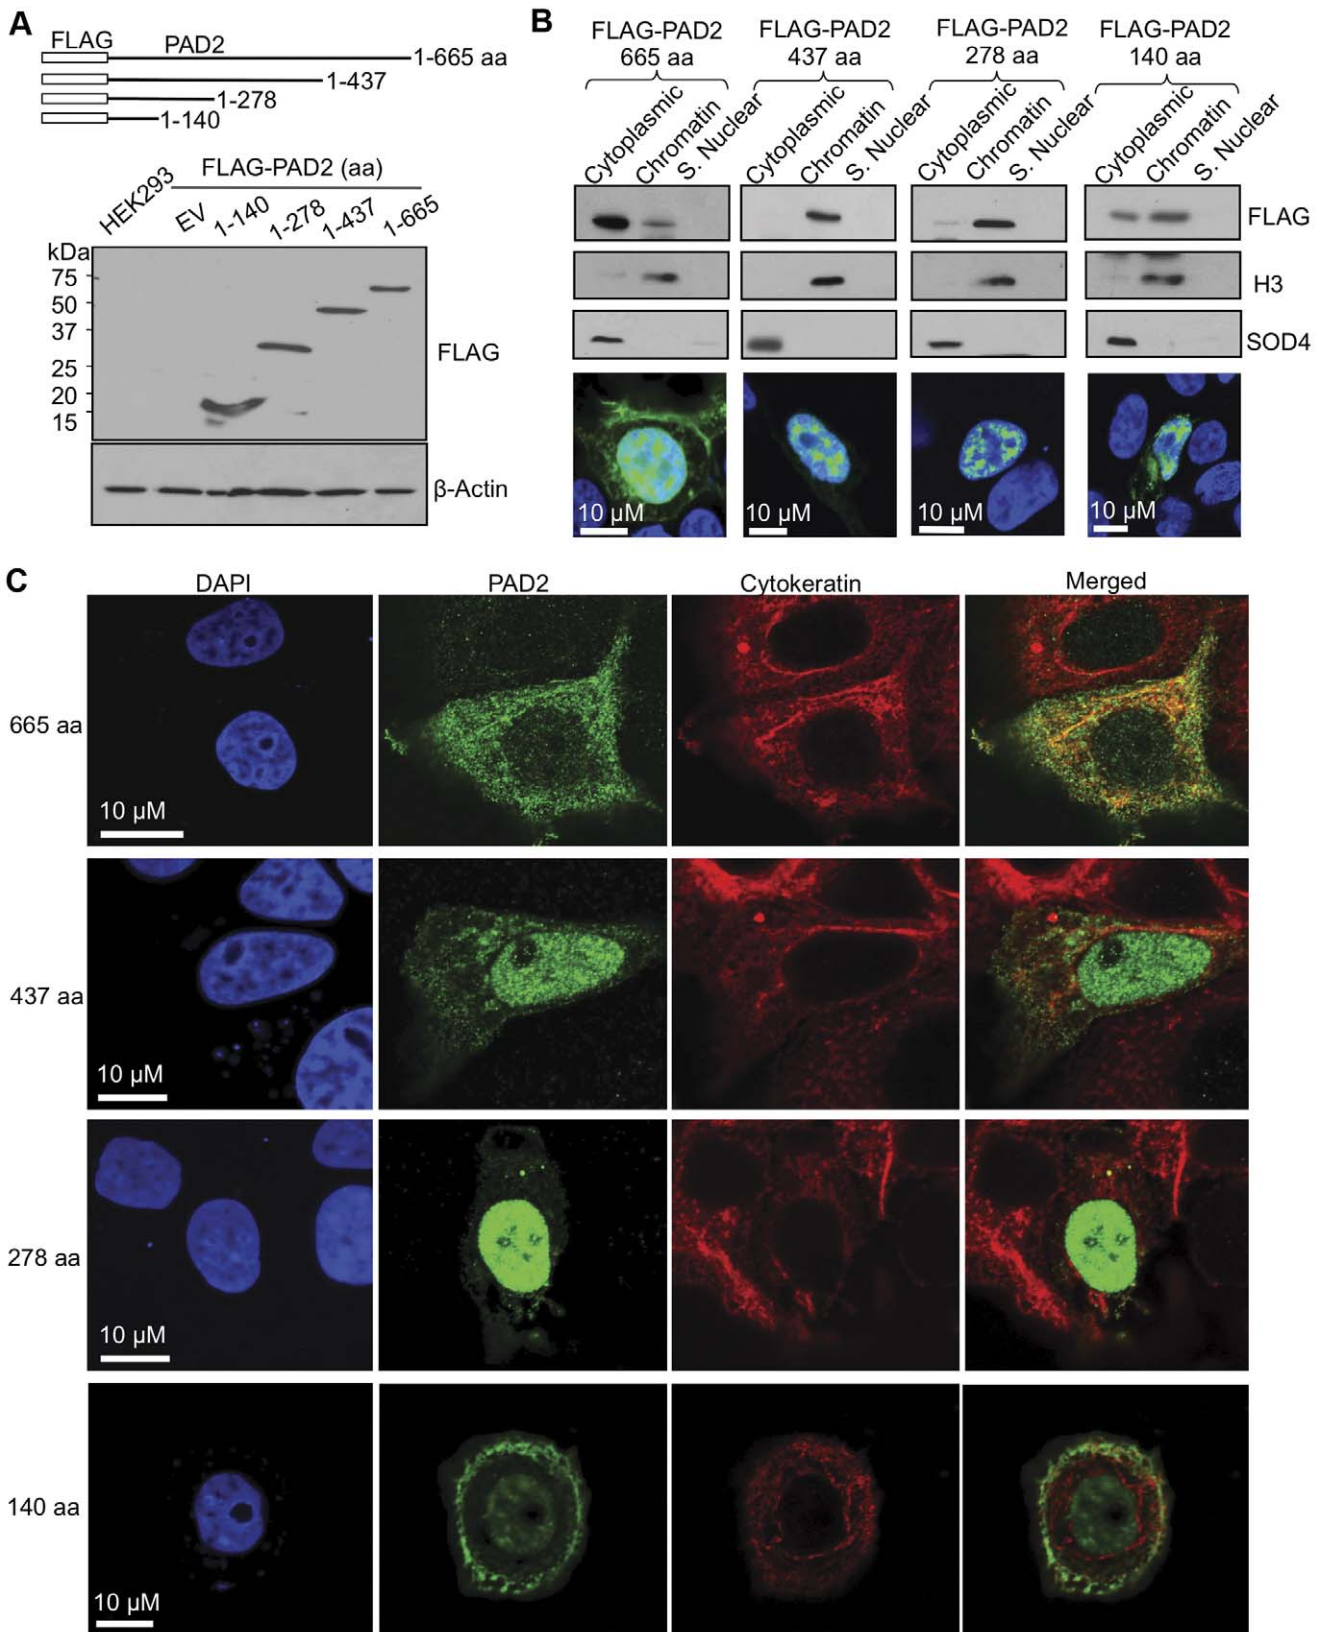 A
FLAG PAD2
1-665 aa
1-437
1-278
1-140
FLAG-PAD2 (aa)
HEK293 EV 1-140 1-278 1-437 1-665
kDa
75
50
37
25
20
15
FLAG
β-Actin
B
FLAG-PAD2 FLAG-PAD2 FLAG-PAD2 FLAG-PAD2
665 aa 437 aa 278 aa 140 aa
Cytoplasmic Chromatin S. Nuclear Cytoplasmic Chromatin S. Nuclear Cytoplasmic Chromatin S. Nuclear Cytoplasmic Chromatin S. Nuclear
FLAG
H3
SOD4
10 µM 10 µM 10 µM 10 µM
C
DAPI PAD2 Cytokeratin Merged
665 aa
10 µM
437 aa
10 µM
278 aa
10 µM
140 aa
10 µM